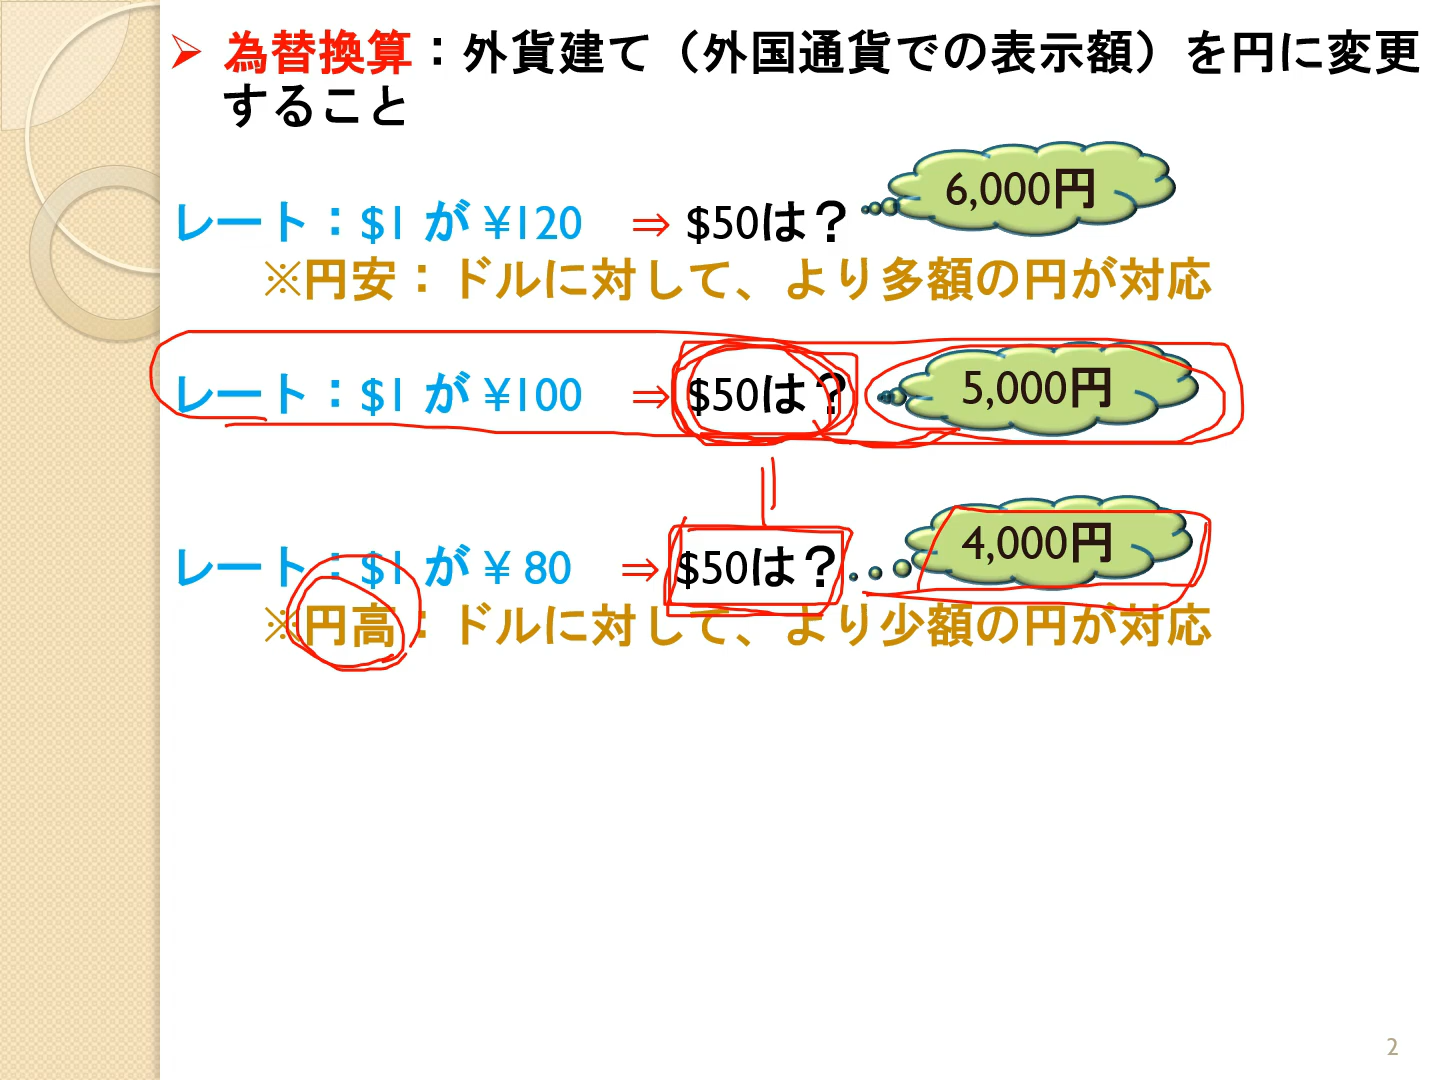 為替換算：外貨建て（外国通貨での表示額）を円に変更
すること
6,000円
レート：$1 が ¥120 ⇒ $50は？
※円安：ドルに対して、より多額の円が対応
レート：$1 が ¥100 ⇒ $50は？ 5,000円
レート：$1 が ¥ 80 ⇒ $50は？ 4,000円
※円高：ドルに対して、より少額の円が対応
2